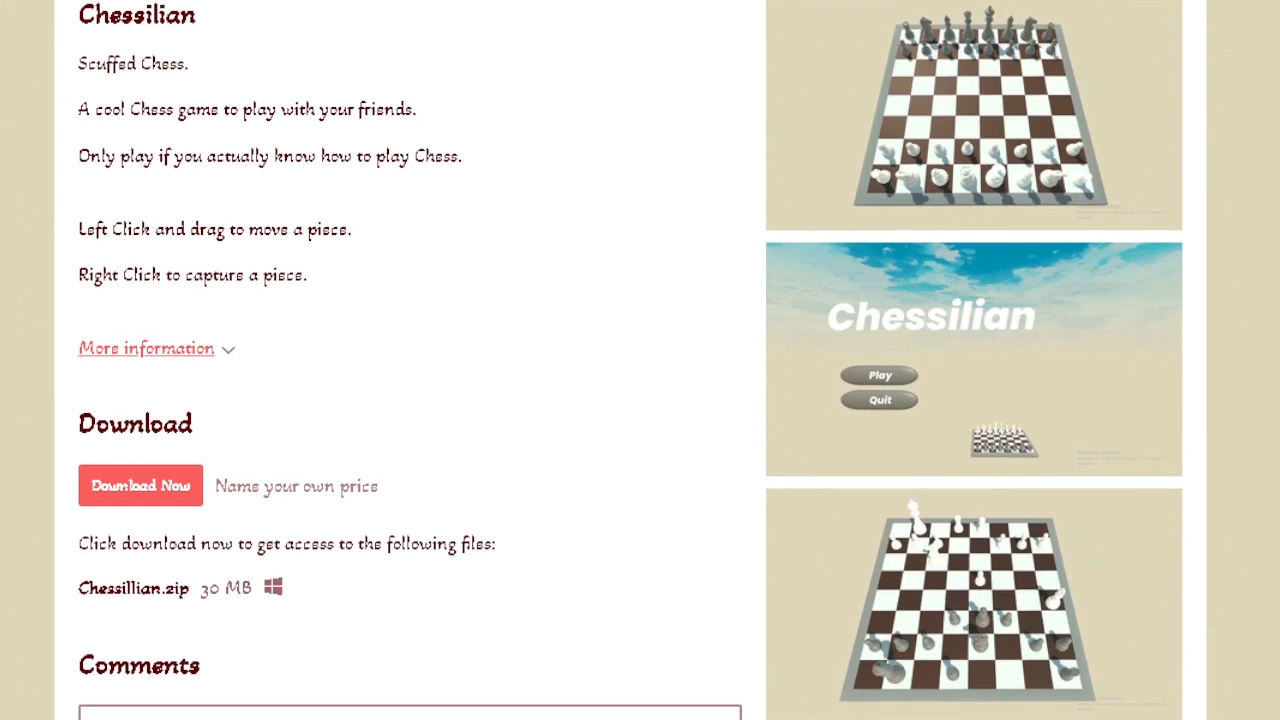 Chessilian
Scuffed Chess.
A cool Chess game to play with your friends.
Only play if you actually know how to play Chess.
Left Click and drag to move a piece.
Right Click to capture a piece.
More information
Download
Download Now Name your own price
Click download now to get access to the following files:
Chessillian.zip 30 MB
Comments
Chessilian
Play
Quit